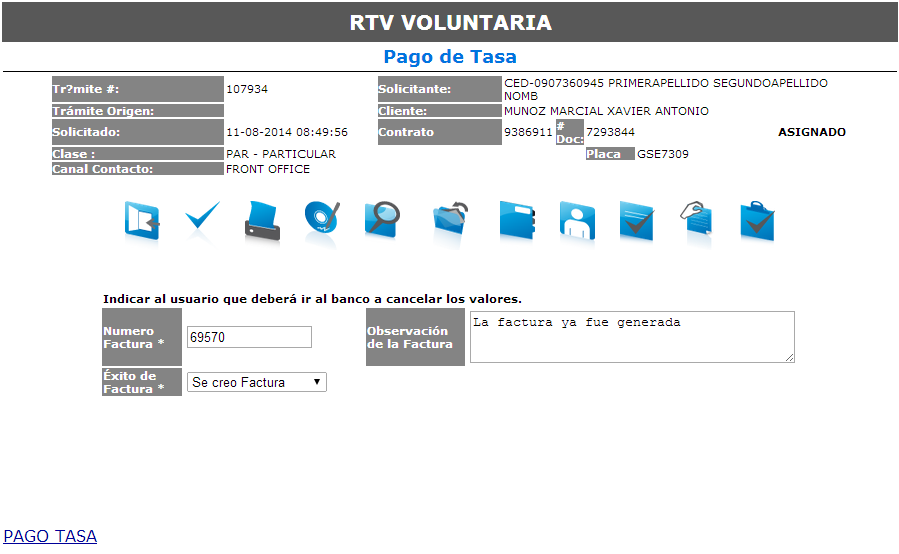 RTV VOLUNTARIA
Pago de Tasa
Tr?mite #: 107934 Solicitante: CED-0907360945 PRIMERAPELLIDO SEGUNDOAPELLIDO
NOMB
Trámite Origen: Cliente: MUNOZ MARCIAL XAVIER ANTONIO
Solicitado: 11-08-2014 08:49:56 Contrato 9386911 # Doc: 7293844 ASIGNADO
Clase : PAR - PARTICULAR Placa GSE7309
Canal Contacto: FRONT OFFICE
Indicar al usuario que deberá ir al banco a cancelar los valores.
Numero
Factura * 69570
Observación
de la Factura
La factura ya fue generada
Éxito de
Factura * Se creo Factura
PAGO TASA